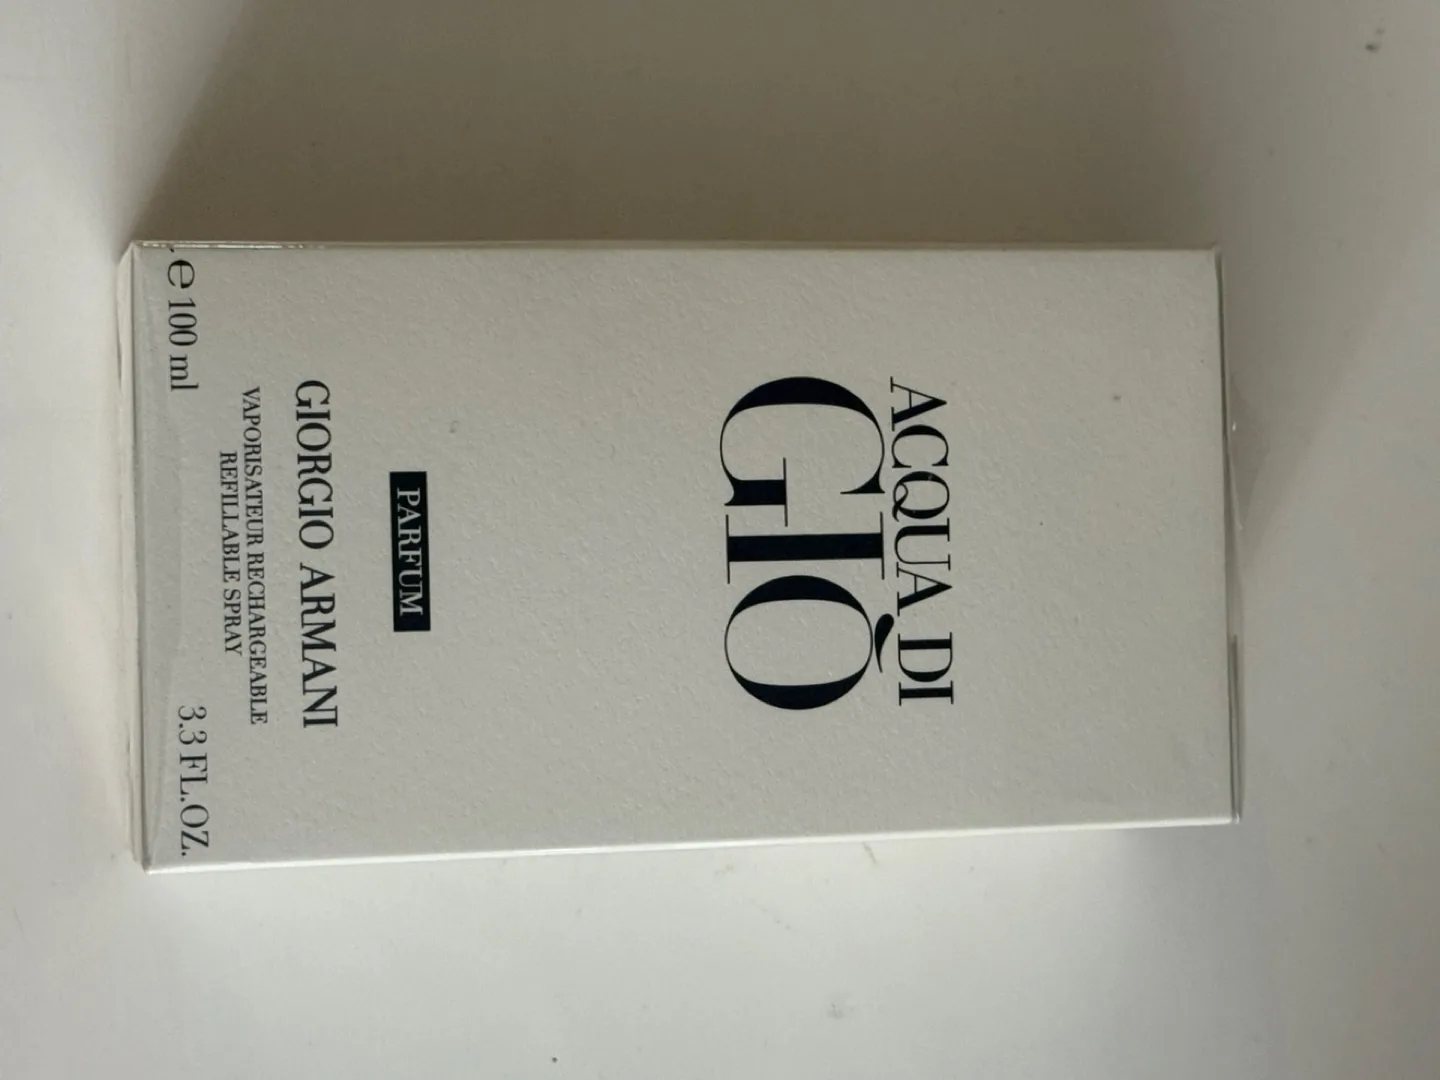 ACQUA DI
GIÒ
PARFUM
GIORGIO ARMANI
VAPORISATEUR RECHARGEABLE
REFILLABLE SPRAY
℮ 100 ml
3.3 FL.OZ.